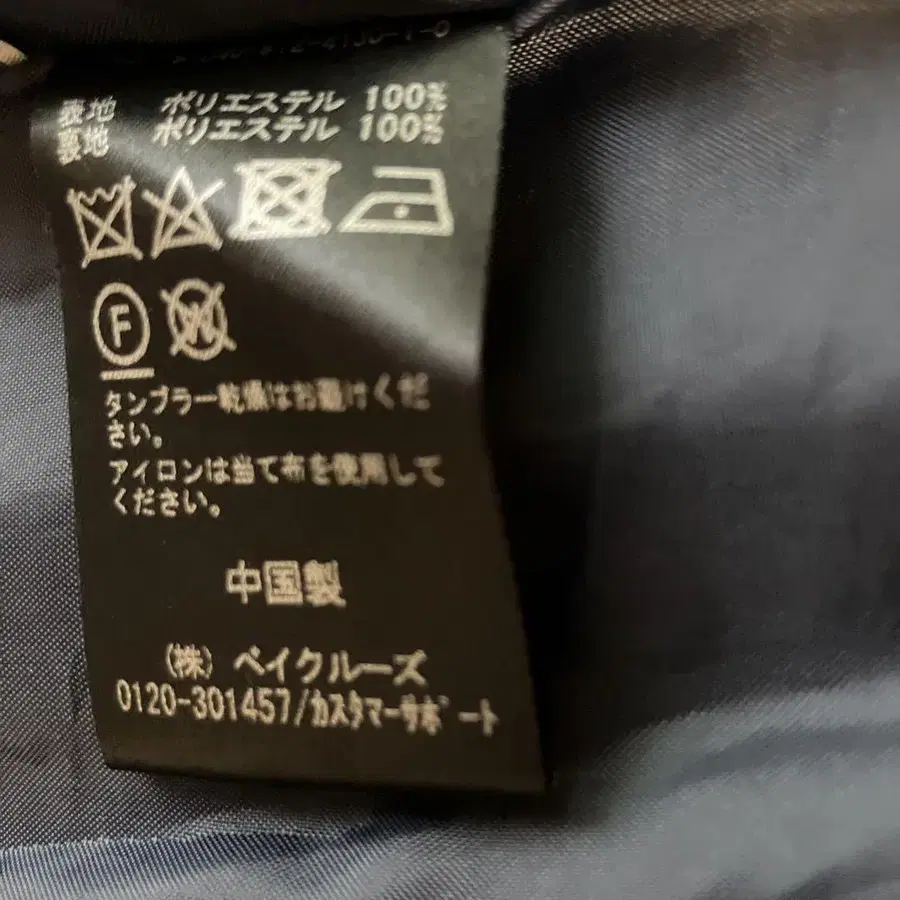 表地 ポリエステル 100%
裏地 ポリエステル 100%
F
W
タンブラー乾燥はお避けくだ
さい。
アイロンは当て布を使用して
ください。
中国製
(株) ベイクルーズ
0120-301457/カスタマーサポート